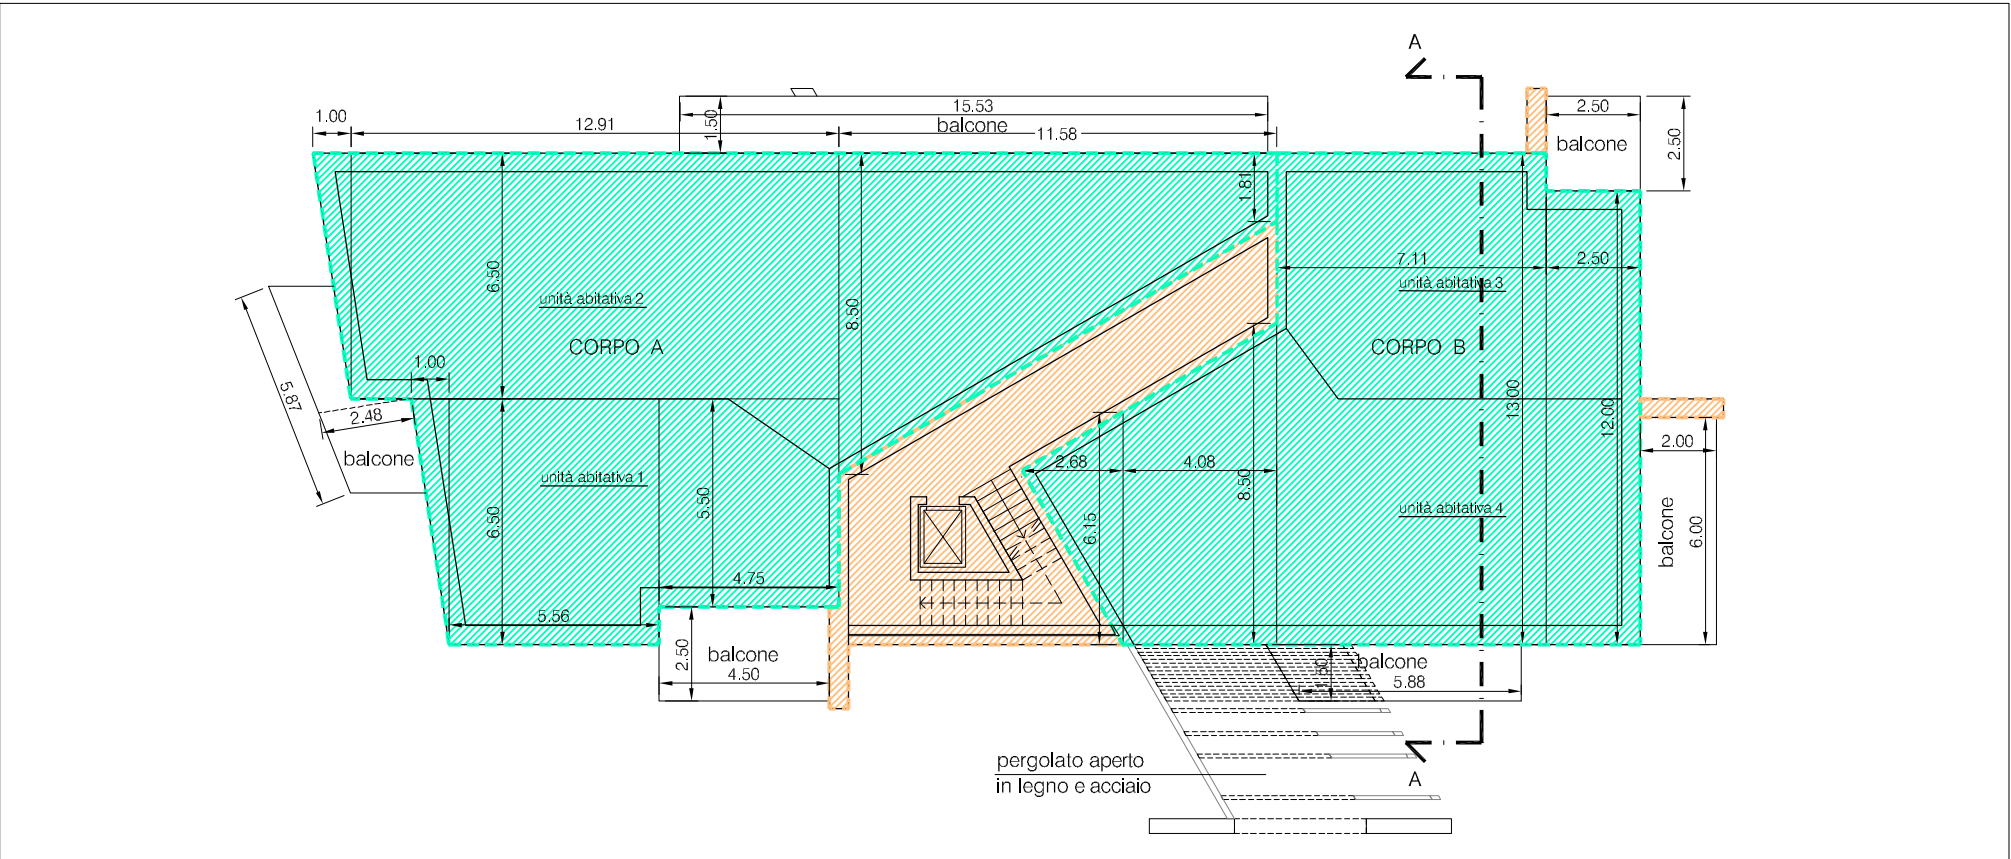 A
1.00
12.91
15.53
1.50
balcone
11.58
2.50
balcone
2.50
1.81
6.50
8.50
7.11
2.50
unità abitativa 2
unità abitativa 3
CORPO A
CORPO B
1.00
5.87
2.48
balcone
13.00
12.00
2.00
unità abitativa 1
6.50
5.50
2.68
4.08
8.50
6.15
unità abitativa 4
balcone
6.00
4.75
5.56
2.50
balcone
4.50
balcone
1.50
5.88
pergolato aperto
in legno e acciaio
A